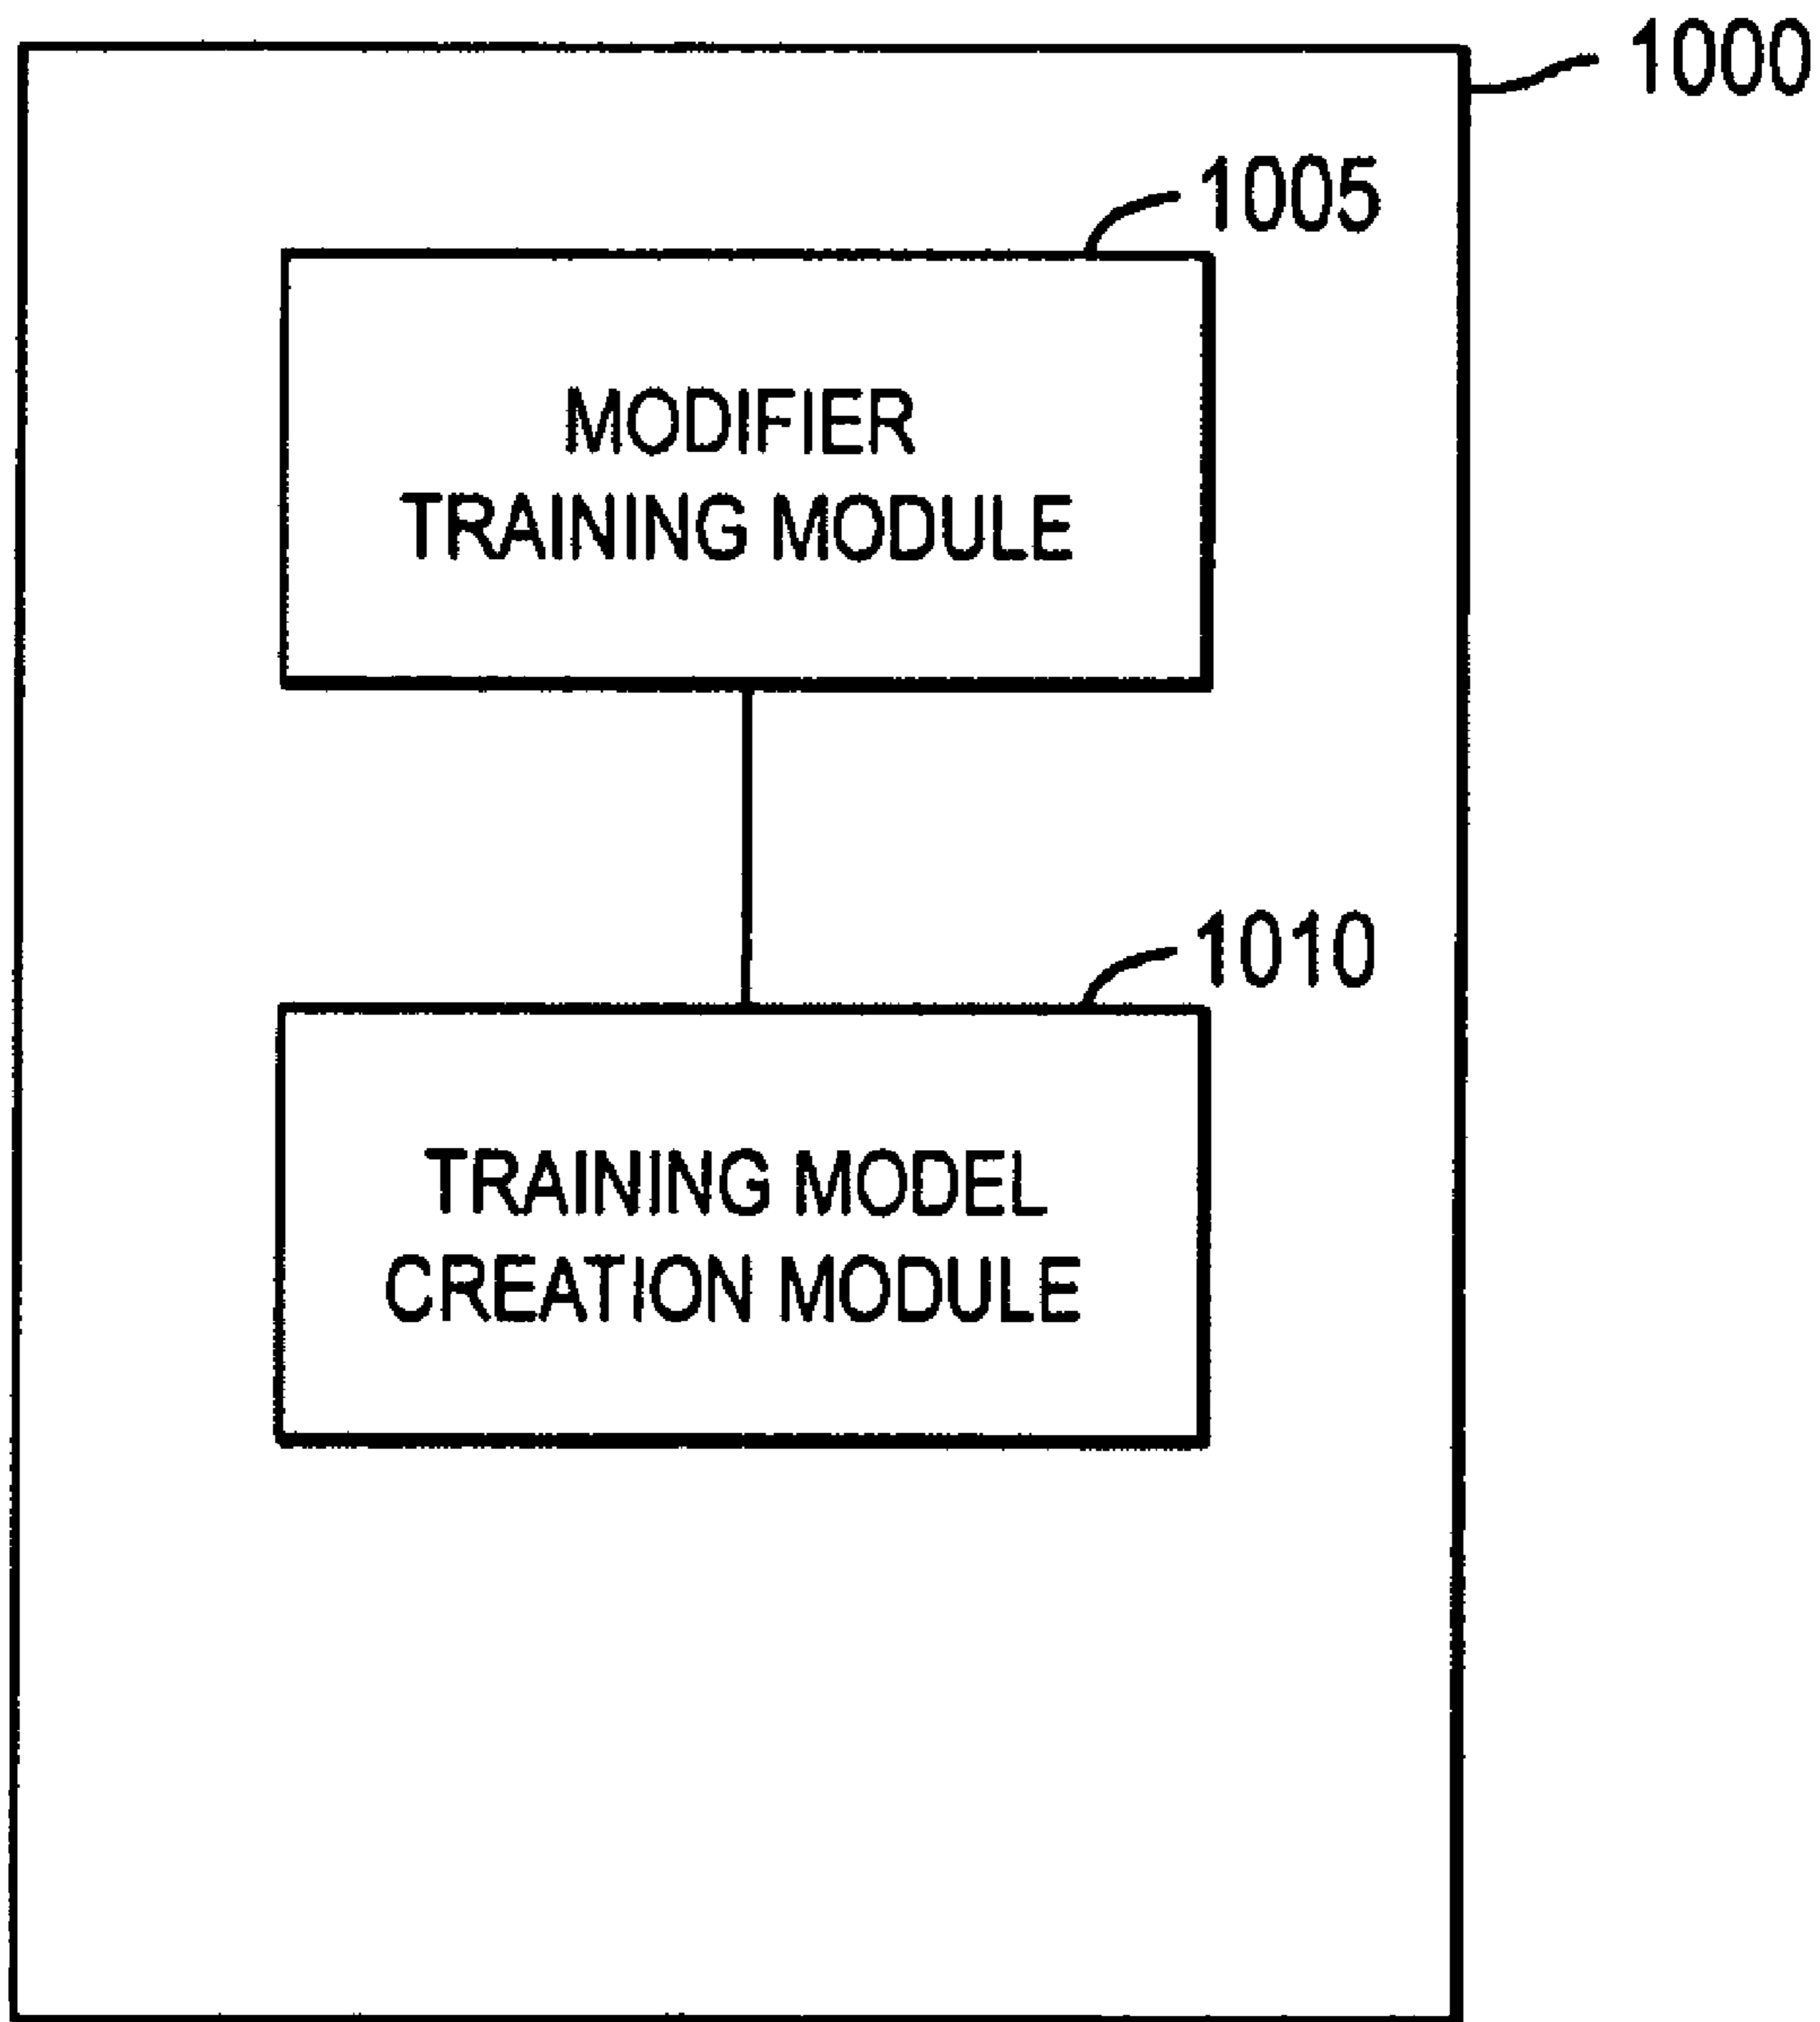 1000
1005
MODIFIER
TRAINING MODULE
1010
TRAINING MODEL
CREATION MODULE